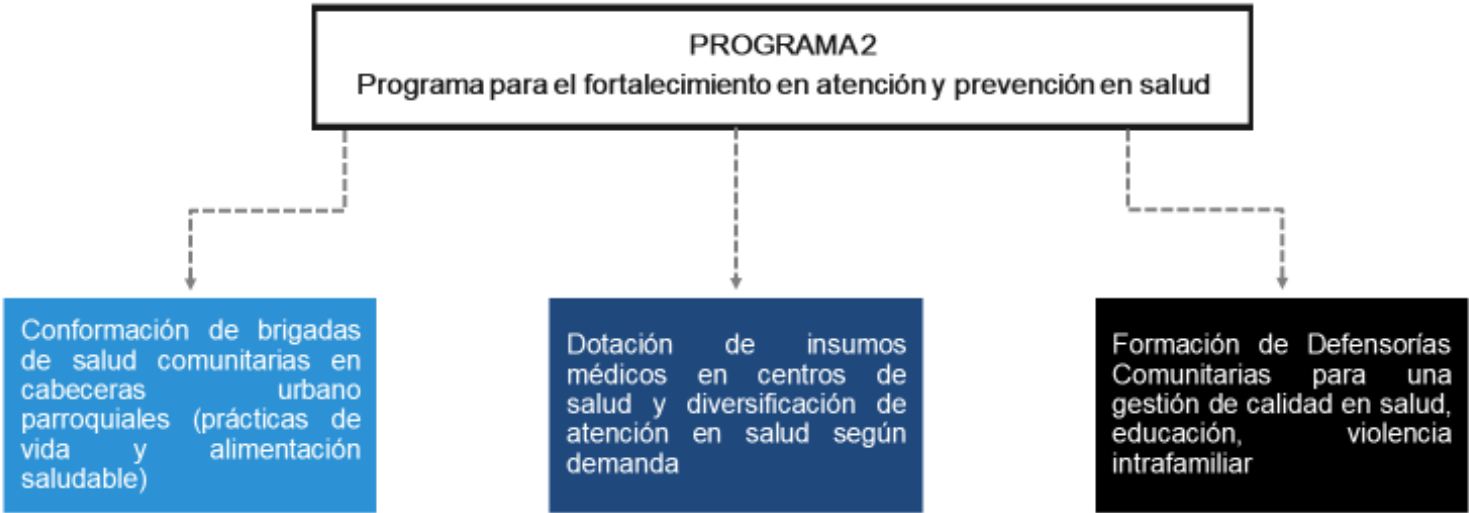 PROGRAMA 2
Programa para el fortalecimiento en atención y prevención en salud
Conformación de brigadas
de salud comunitarias en
cabeceras urbano
parroquiales (prácticas de
vida y alimentación
saludable)
Dotación de insumos
médicos en centros de
salud y diversificación de
atención en salud según
demanda
Formación de Defensorías
Comunitarias para una
gestión de calidad en salud,
educación, violencia
intrafamiliar